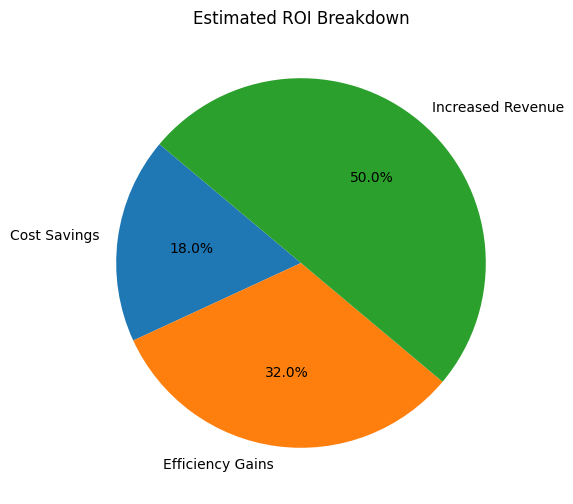 Estimated ROI Breakdown
Increased Revenue
50.0%
Cost Savings
18.0%
32.0%
Efficiency Gains